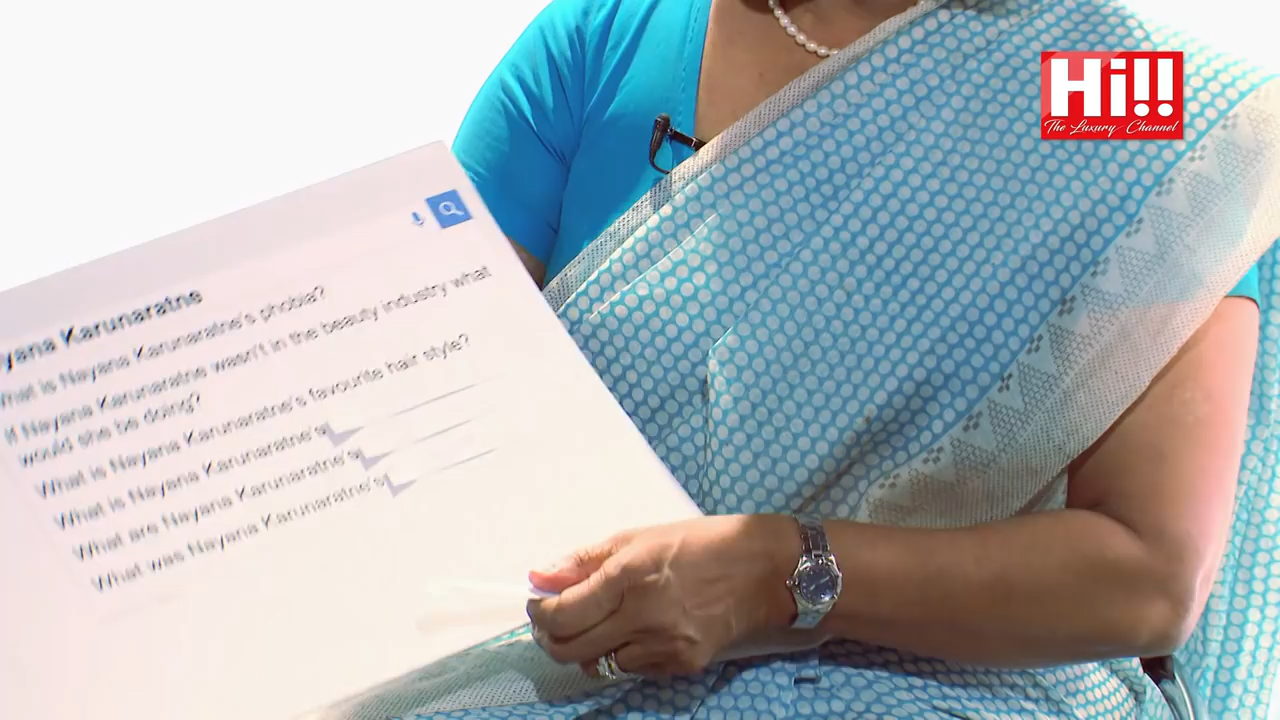 Hi!!
The Luxury Channel
yana Karunaratne
hat is Nayana Karunaratne's phobia?
If Nayana Karunaratne wasn't in the beauty industry what
would she be doing?
What is Nayana Karunaratne's favourite hair style?
What is Nayana Karunaratne's
What are Nayana Karunaratne's
What was Nayana Karunaratne's